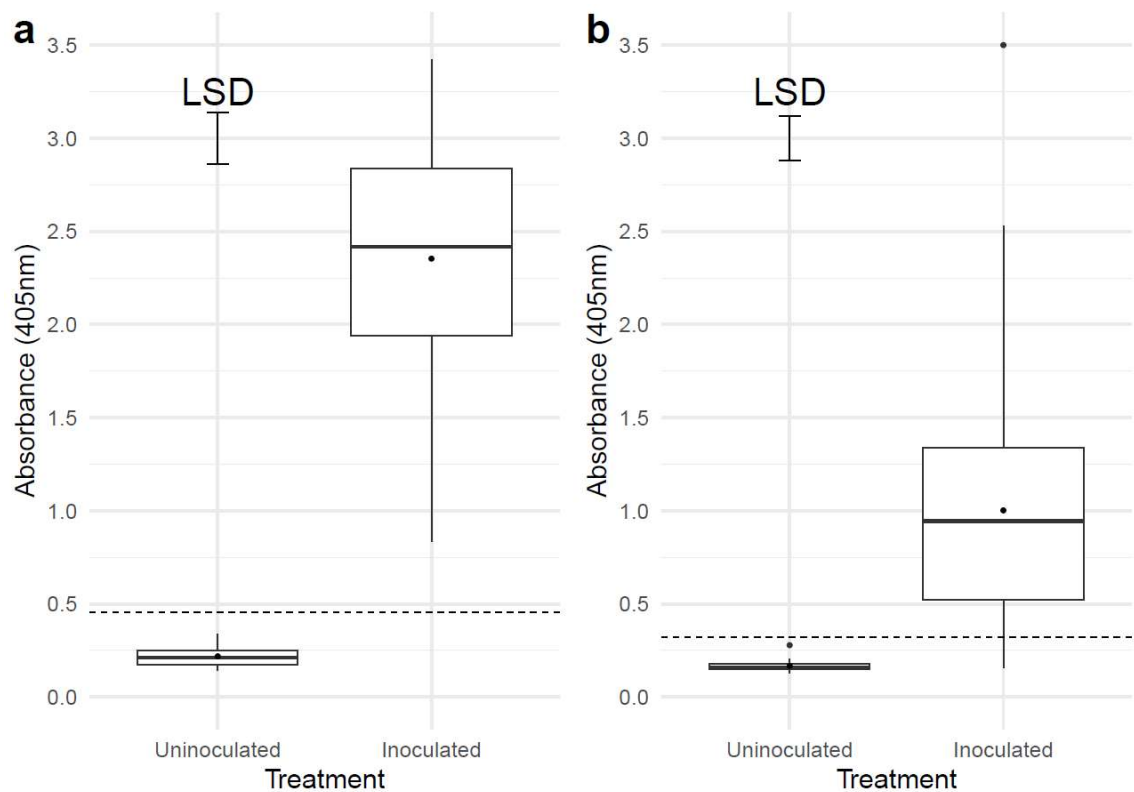 a
3.5
3.0
2.5
2.0
1.5
1.0
0.5
0.0
Absorbance (405nm)
LSD
Uninoculated Inoculated
Treatment
b
3.5
3.0
2.5
2.0
1.5
1.0
0.5
0.0
Absorbance (405nm)
LSD
Uninoculated Inoculated
Treatment